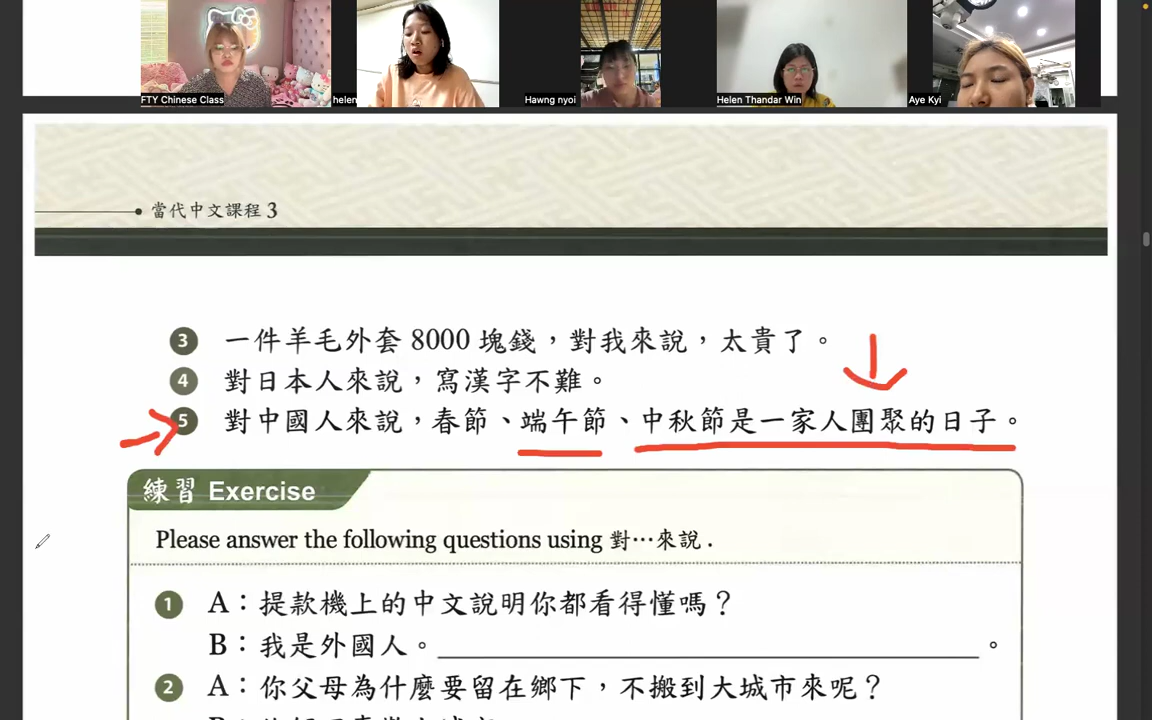 FTY Chinese Class
helen
Hawng nyoi
Helen Thandar Win
Aye Kyi
當代中文課程 3
3 一件羊毛外套 8000 塊錢，對我來說，太貴了。
4 對日本人來說，寫漢字不難。
5 對中國人來說，春節、端午節、中秋節是一家人團聚的日子。
練習 Exercise
Please answer the following questions using 對…來說 .
1 A：提款機上的中文說明你都看得懂嗎？
B：我是外國人。＿＿＿＿＿＿＿＿＿＿＿＿＿＿。
2 A：你父母為什麼要留在鄉下，不搬到大城市來呢？